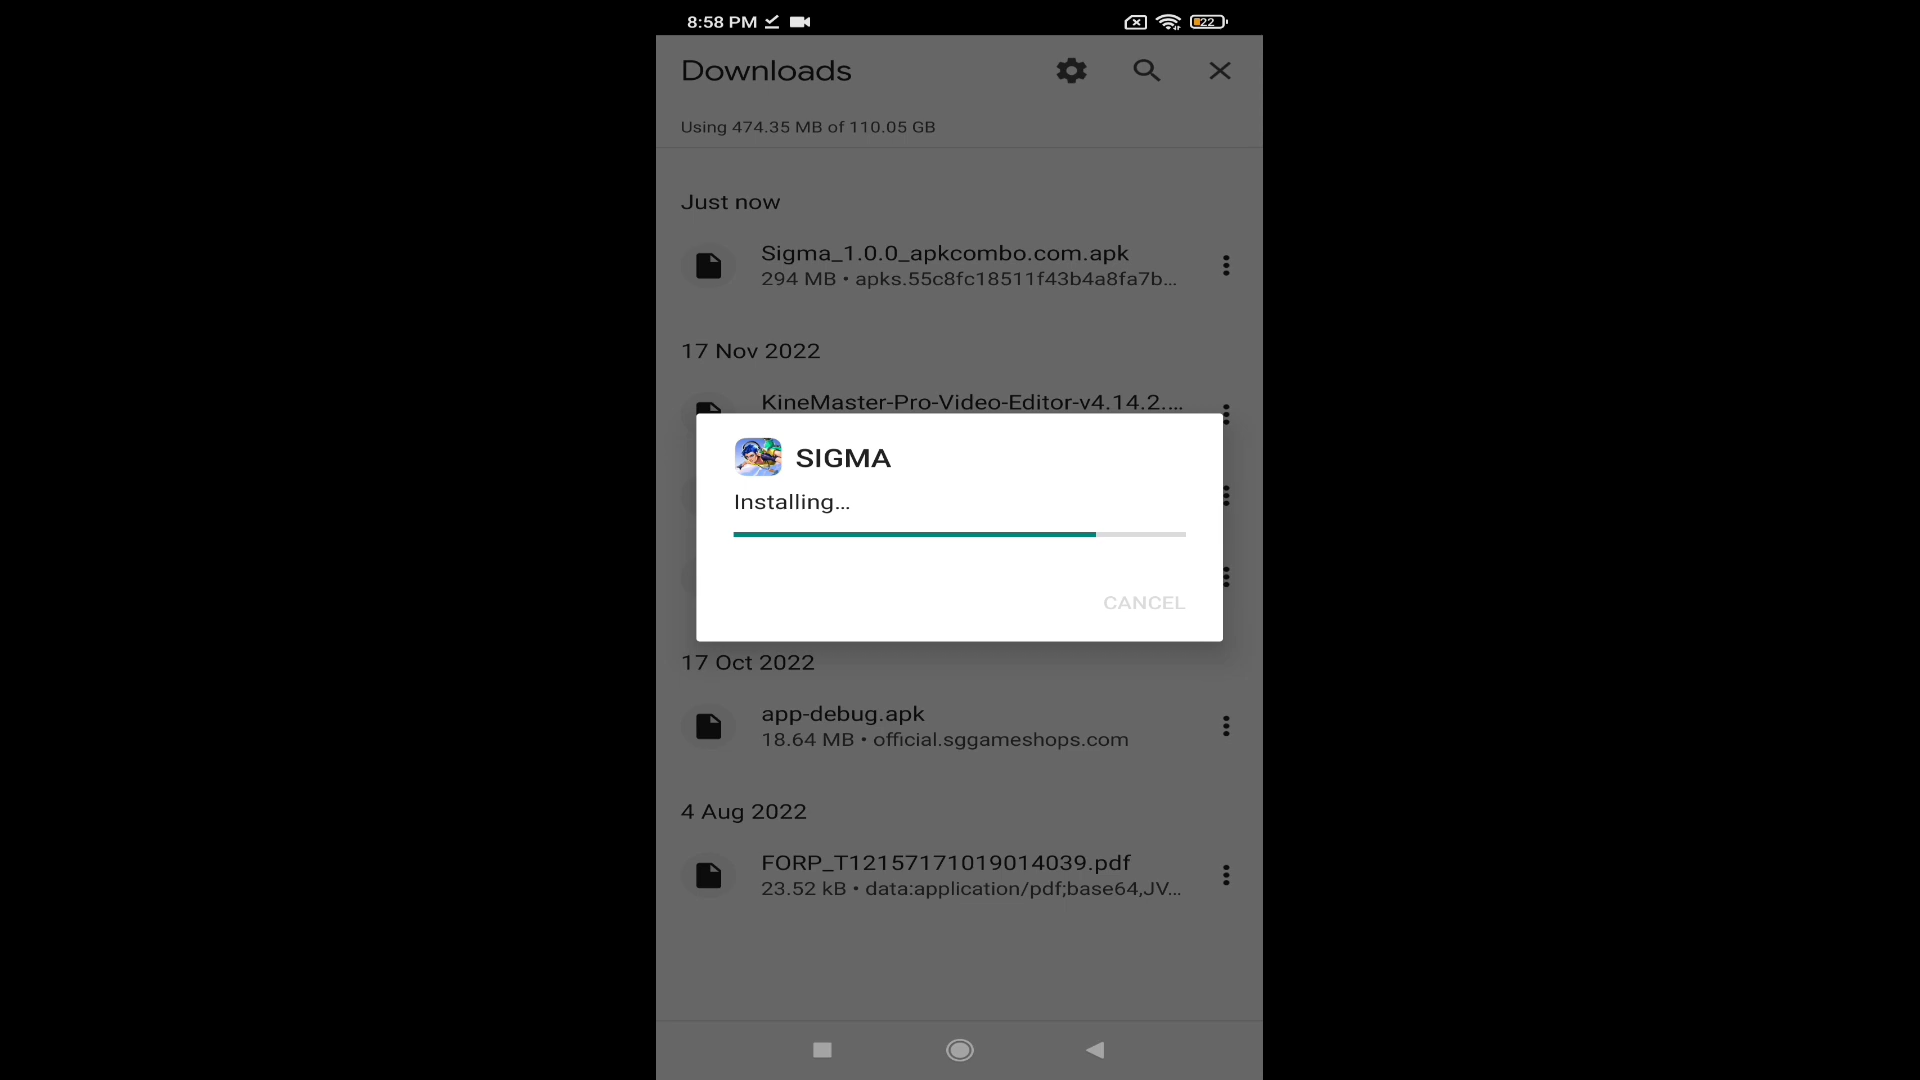 8:58 PM
22
Downloads
Using 474.35 MB of 110.05 GB
Just now
Sigma_1.0.0_apkcombo.com.apk
294 MB • apks.55c8fc18511f43b4a8fa7b...
17 Nov 2022
KineMaster-Pro-Video-Editor-v4.14.2....
SIGMA
Installing...
CANCEL
17 Oct 2022
app-debug.apk
18.64 MB • official.sggameshops.com
4 Aug 2022
FORP_T12157171019014039.pdf
23.52 kB • data:application/pdf;base64,JV...